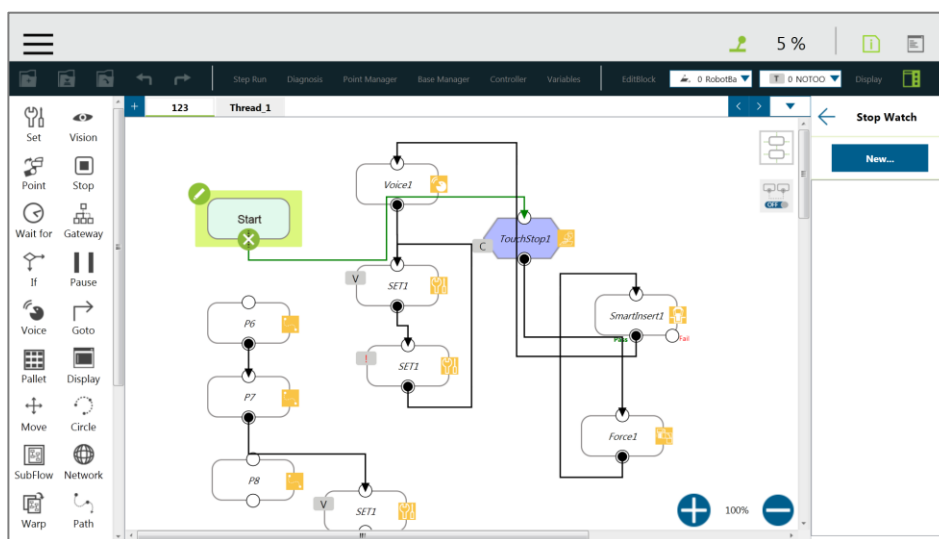 5 %
Step Run Diagnosis Point Manager Base Manager Controller Variables EditBlock 0 RobotBa T 0 NOTOO Display
+ 123 Thread_1 < >
Stop Watch
New...
Set Vision
Point Stop
Wait for Gateway
If Pause
Voice Goto
Pallet Display
Move Circle
SubFlow Network
Warp Path
Start
Voice1
TouchStop1
C
V
SET1
SmartInsert1
Pass
Fail
P6
!
SET1
P7
Force1
P8
V
SET1
OFF
100%